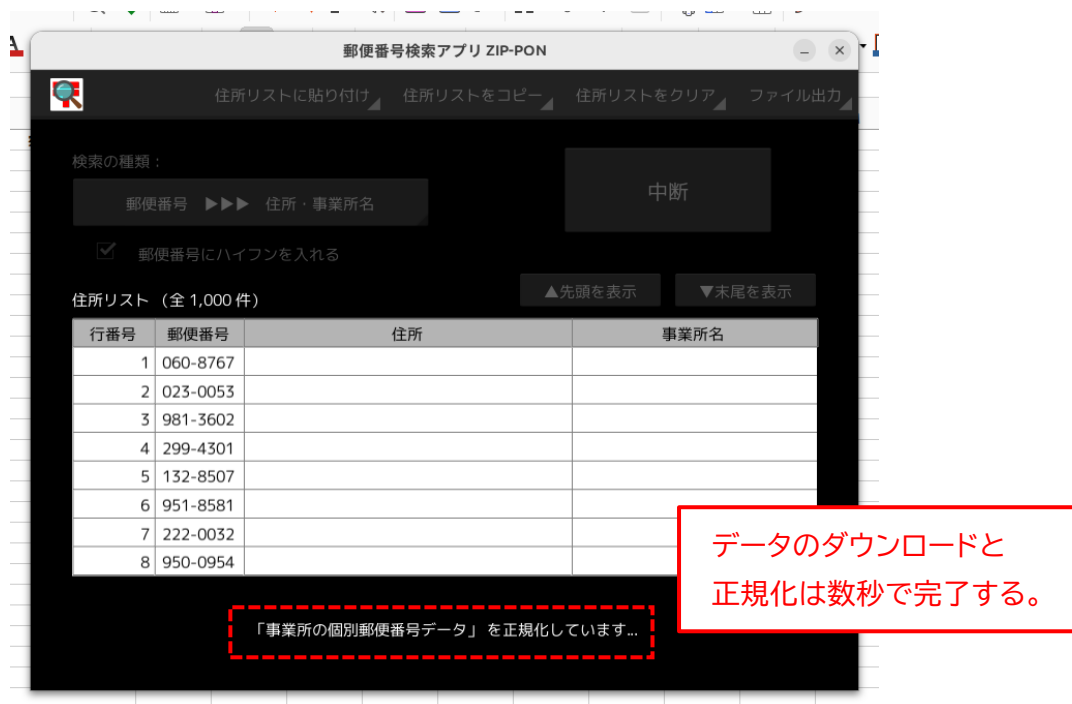 郵便番号検索アプリ ZIP-PON
住所リストに貼り付け 住所リストをコピー 住所リストをクリア ファイル出力
検索の種類：
郵便番号 ▶▶▶ 住所・事業所名
中断
郵便番号にハイフンを入れる
住所リスト （全 1,000 件）
▲先頭を表示 ▼末尾を表示
行番号 郵便番号 住所 事業所名
1 060-8767
2 023-0053
3 981-3602
4 299-4301
5 132-8507
6 951-8581
7 222-0032
8 950-0954
データのダウンロードと
正規化は数秒で完了する。
「事業所の個別郵便番号データ」 を正規化しています...